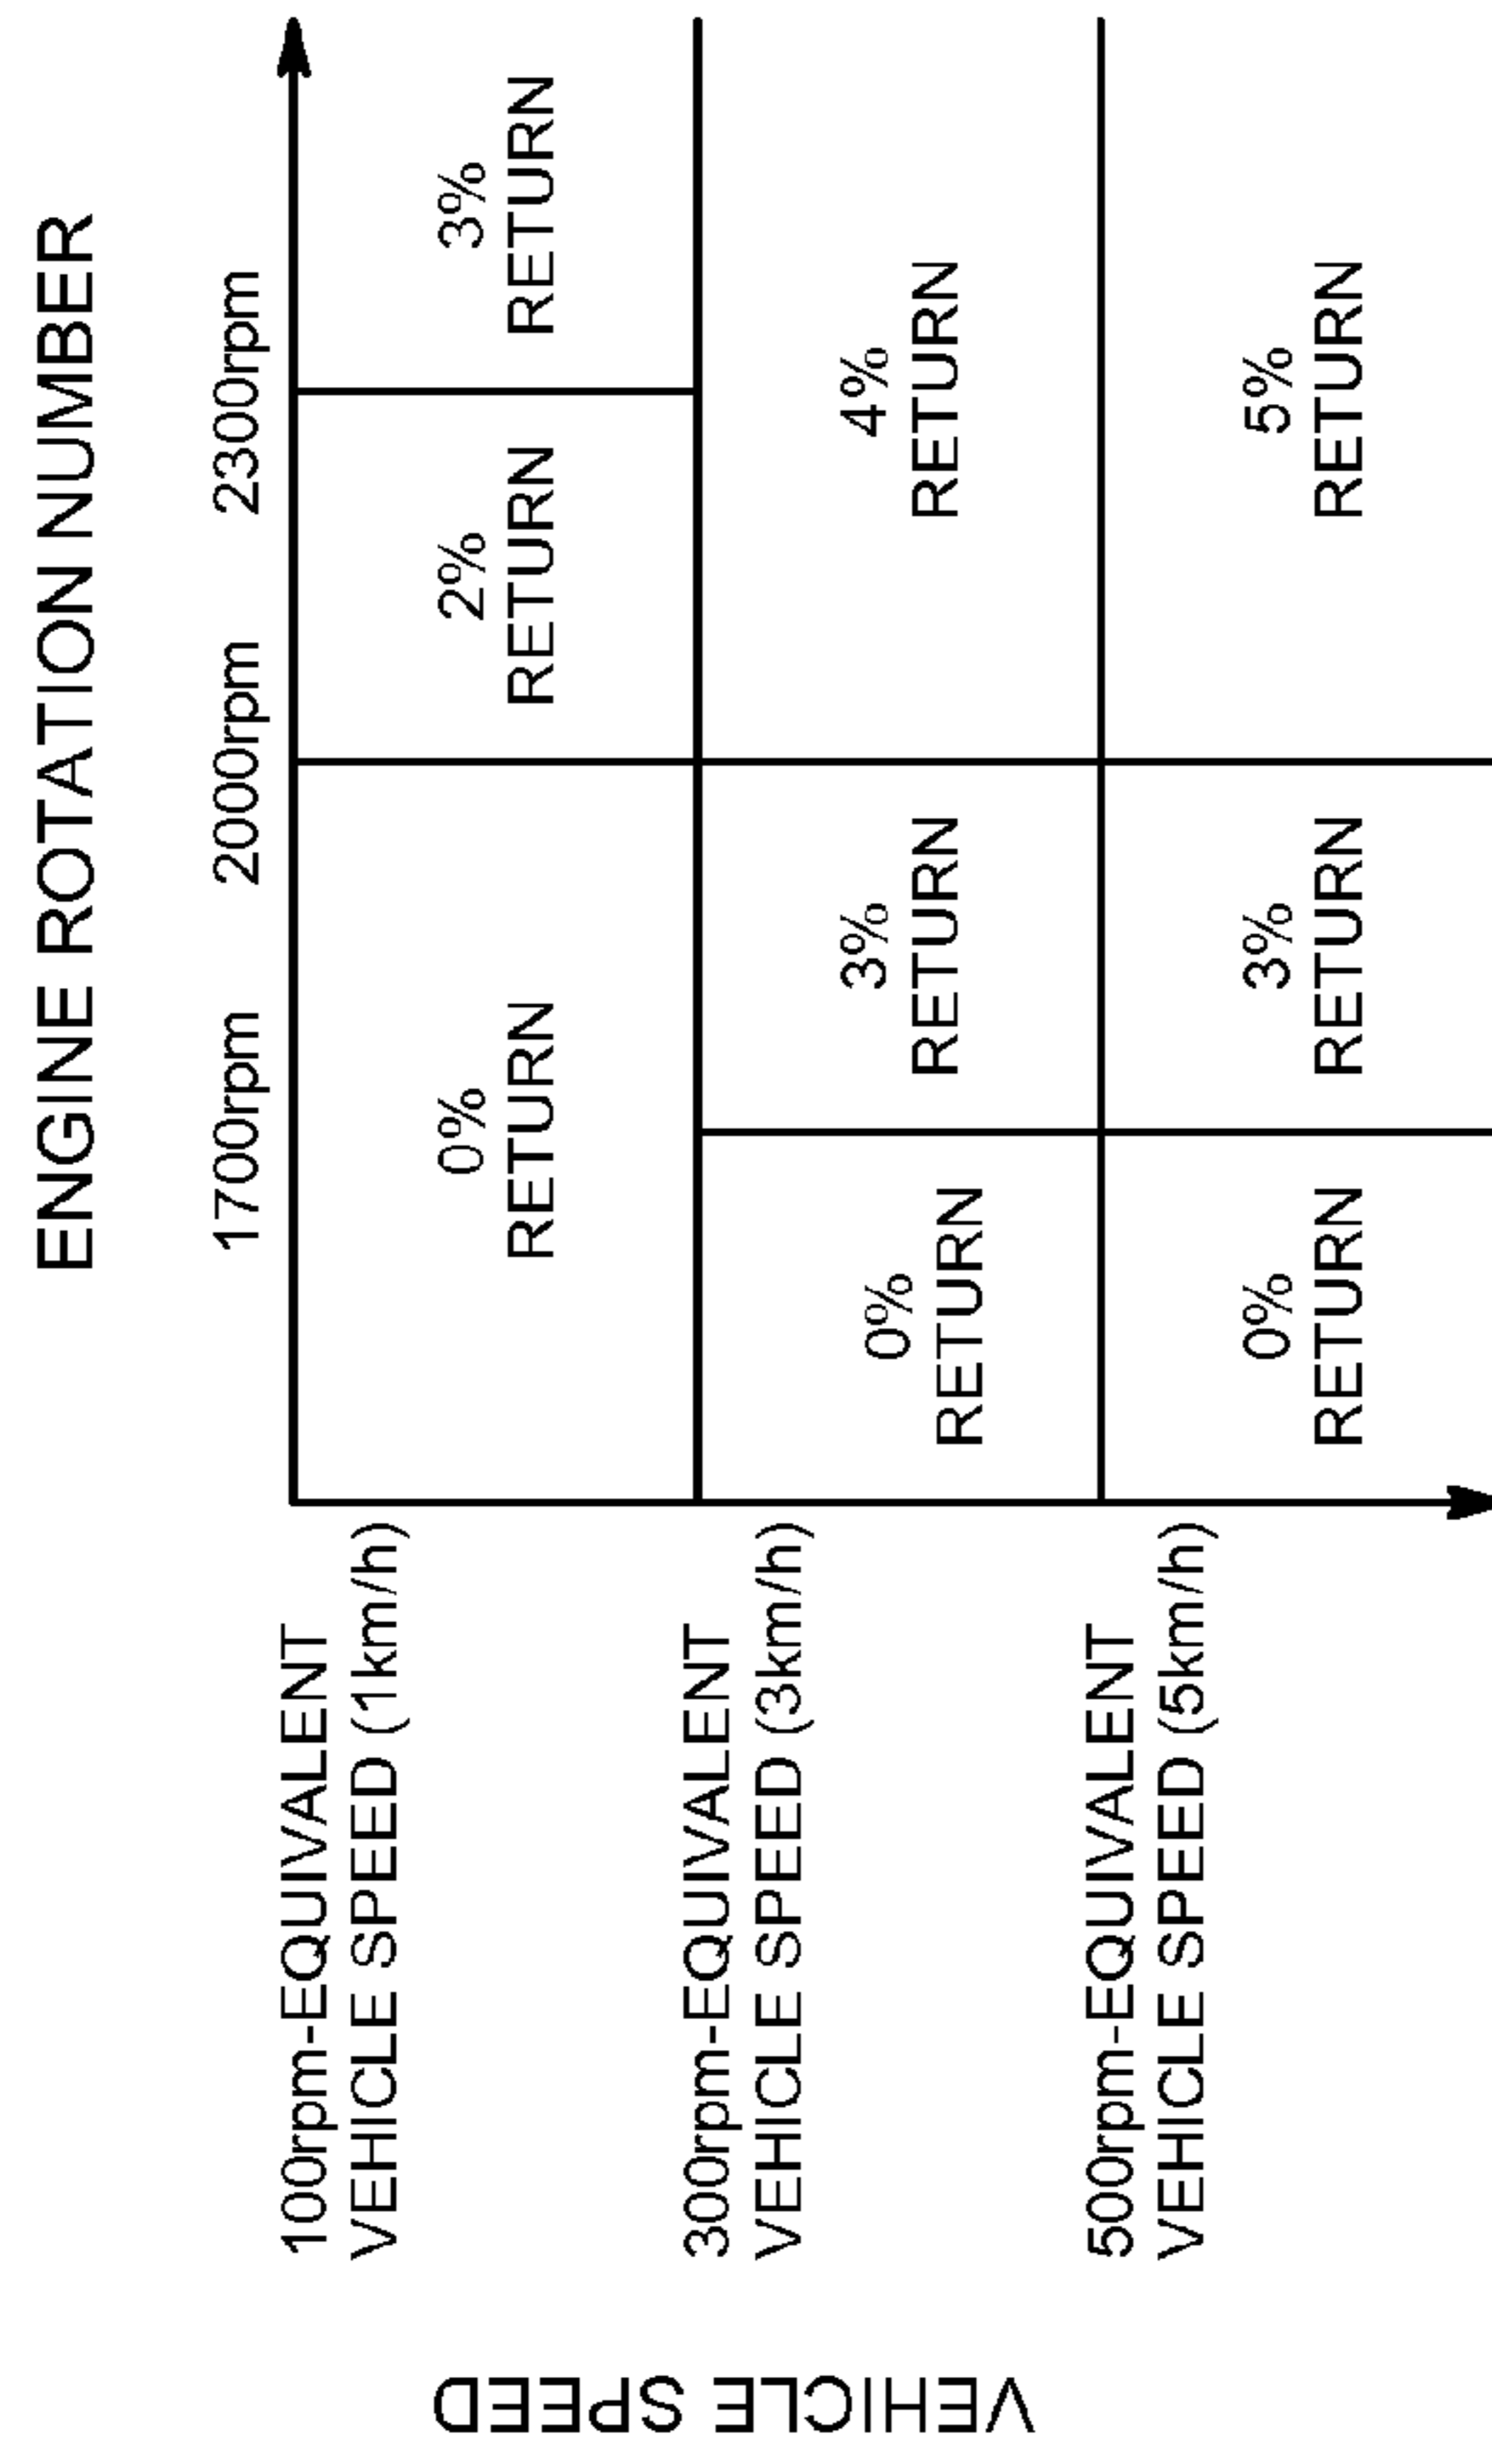 ENGINE ROTATION NUMBER
1700rpm
2000rpm
2300rpm
VEHICLE SPEED
100rpm-EQUIVALENT
VEHICLE SPEED (1km/h)
0%
RETURN
2%
RETURN
3%
RETURN
300rpm-EQUIVALENT
VEHICLE SPEED (3km/h)
0%
RETURN
3%
RETURN
4%
RETURN
500rpm-EQUIVALENT
VEHICLE SPEED (5km/h)
0%
RETURN
3%
RETURN
5%
RETURN